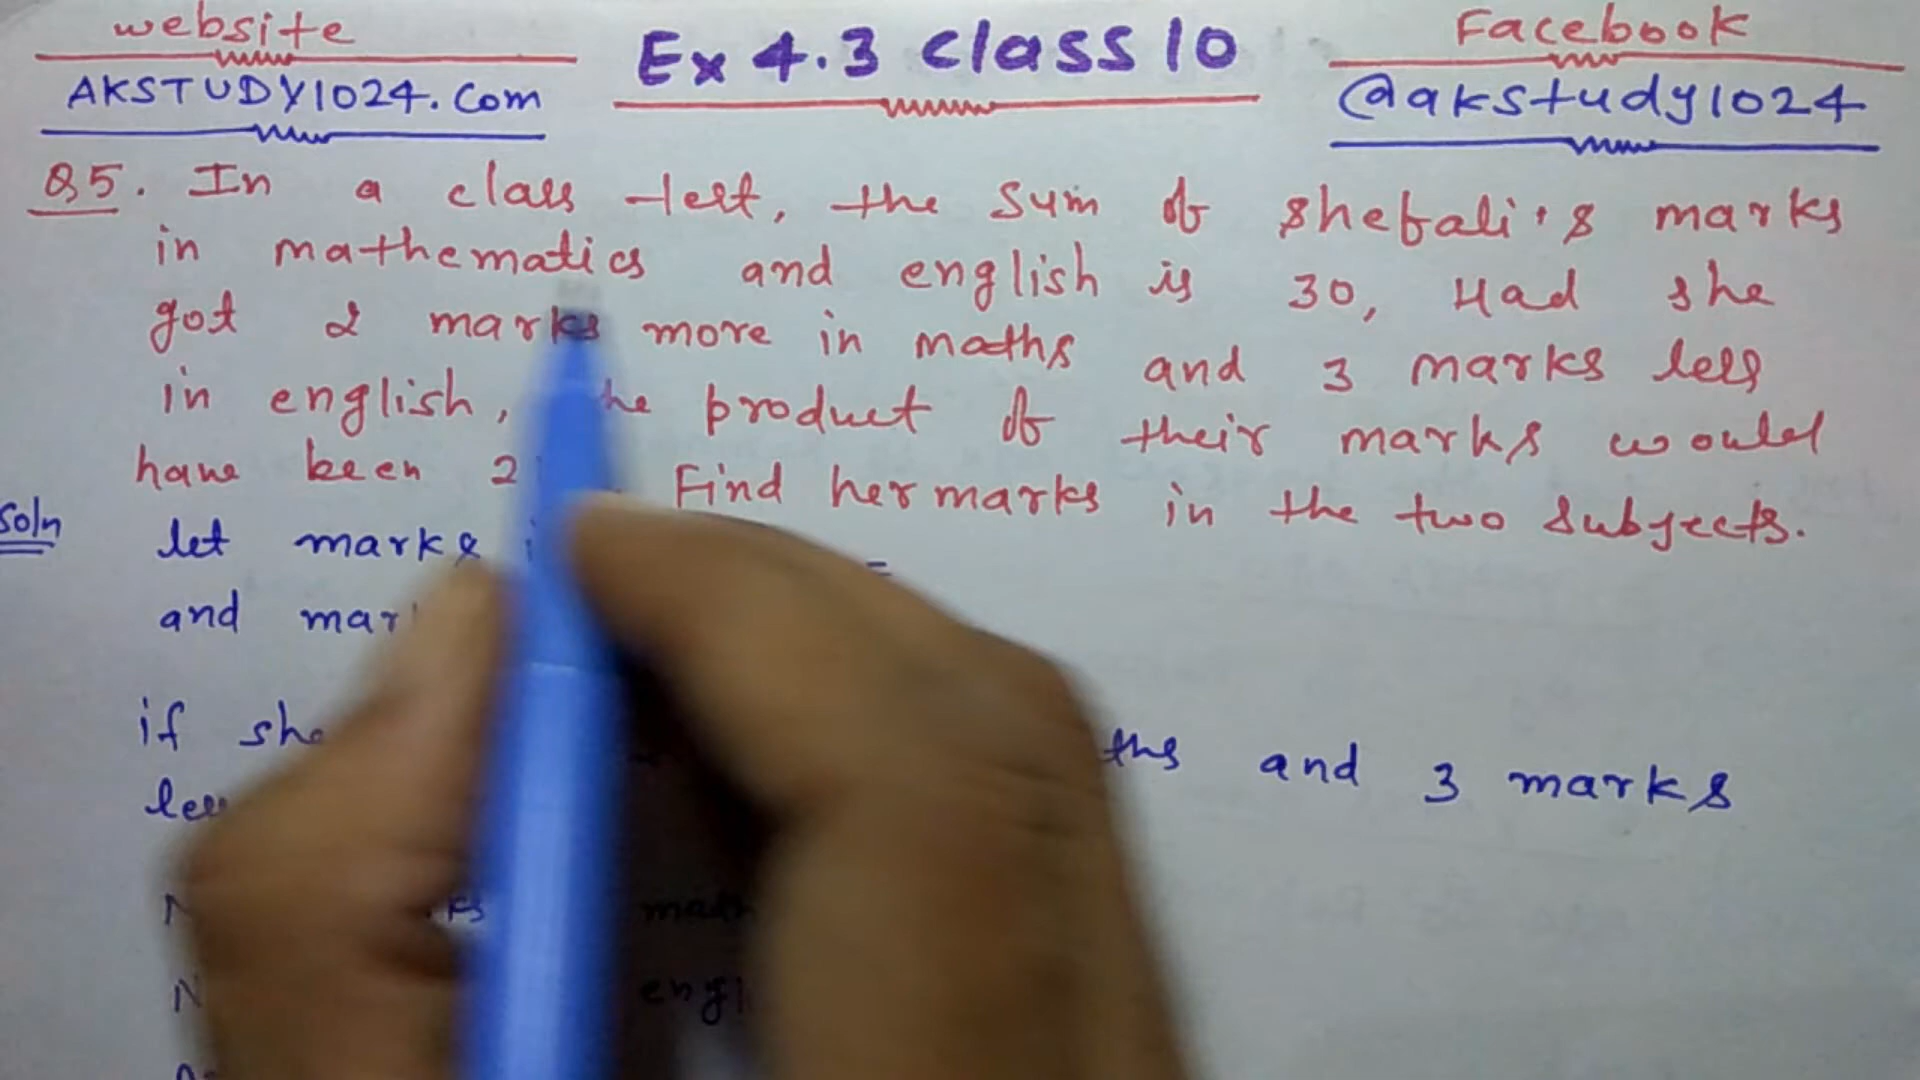 website
Ex 4.3 class 10
Facebook
AKSTUDY1024.com
@akstudy1024
Q5. In a class test, the sum of shefali's marks
in mathematics and english is 30, Had she
got 2 marks more in maths and 3 marks less
in english, the product of their marks would
have been Find her marks in the two subjects.
Soln
let marks =
and
if she and 3 marks
less